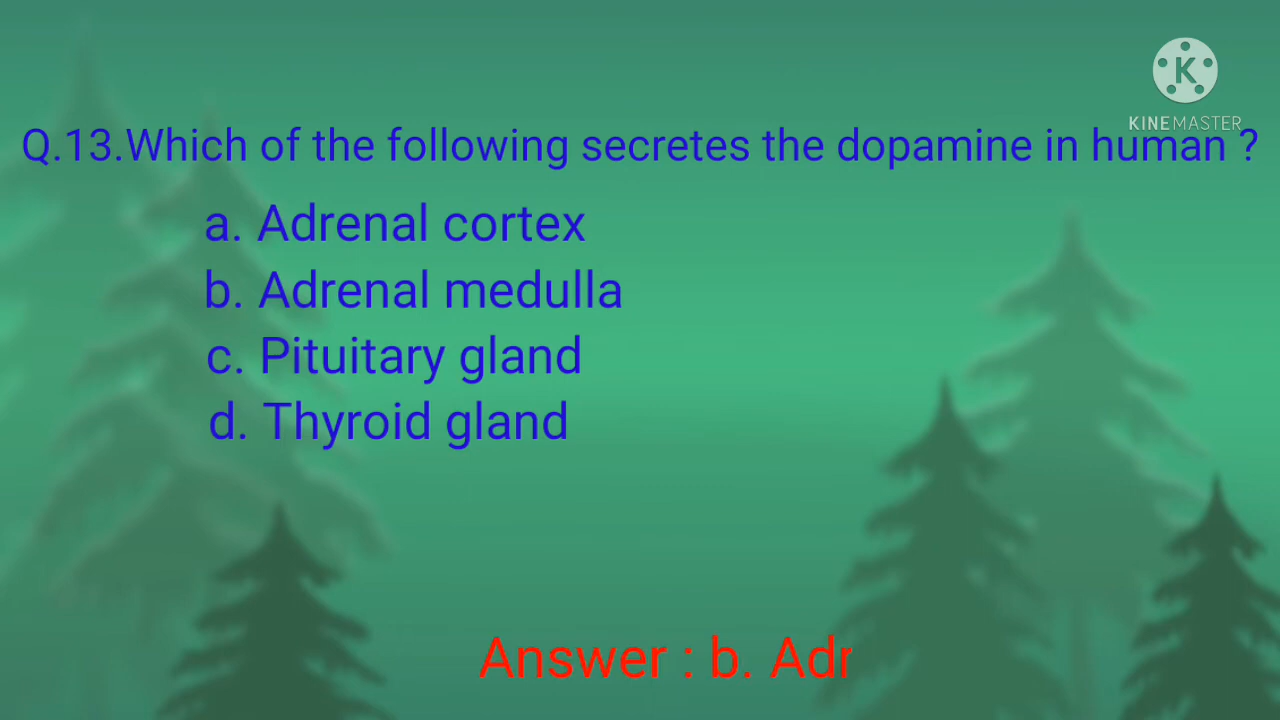 KINEMASTER
Q.13.Which of the following secretes the dopamine in human ?
a. Adrenal cortex
b. Adrenal medulla
c. Pituitary gland
d. Thyroid gland
Answer : b. Adr